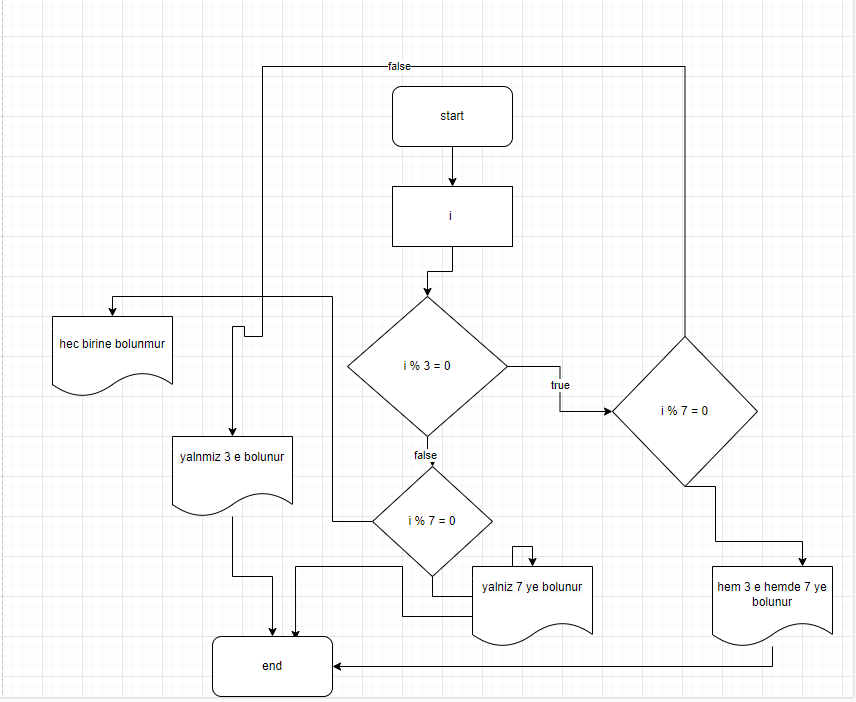 false
start
i
hec birine bolunmur
i % 3 = 0
true
i % 7 = 0
yalnmiz 3 e bolunur
false
i % 7 = 0
yalniz 7 ye bolunur
hem 3 e hemde 7 ye
bolunur
end